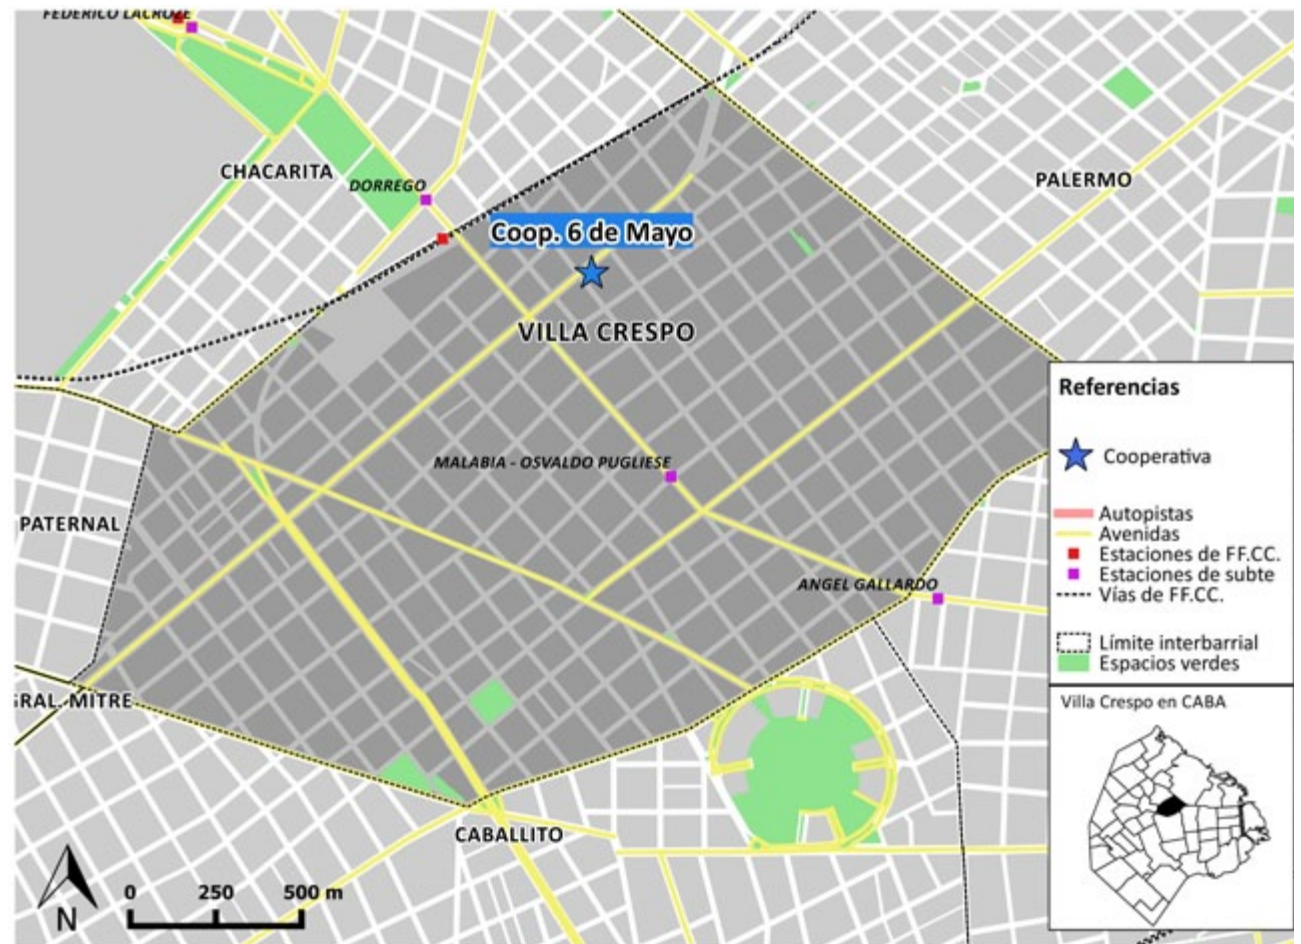 FEDERICO LACROZE
CHACARITA
DORREGO
PALERMO
Coop. 6 de Mayo
VILLA CRESPO
MALABIA - OSVALDO PUGLIESE
PATERNAL
ANGEL GALLARDO
GRAL. MITRE
CABALLITO
0 250 500 m
N
Referencias
Cooperativa
Autopistas
Avenidas
Estaciones de FF.CC.
Estaciones de subte
Vías de FF.CC.
Límite interbarrial
Espacios verdes
Villa Crespo en CABA